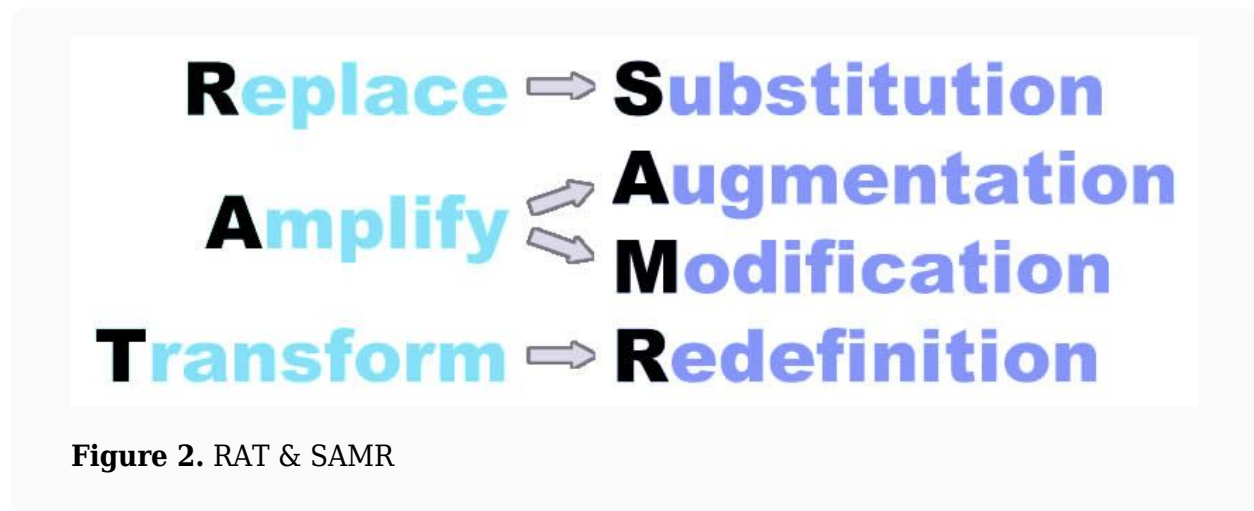 Replace Substitution
Augmentation
Amplify
Modification
Transform Redefinition
Figure 2. RAT & SAMR